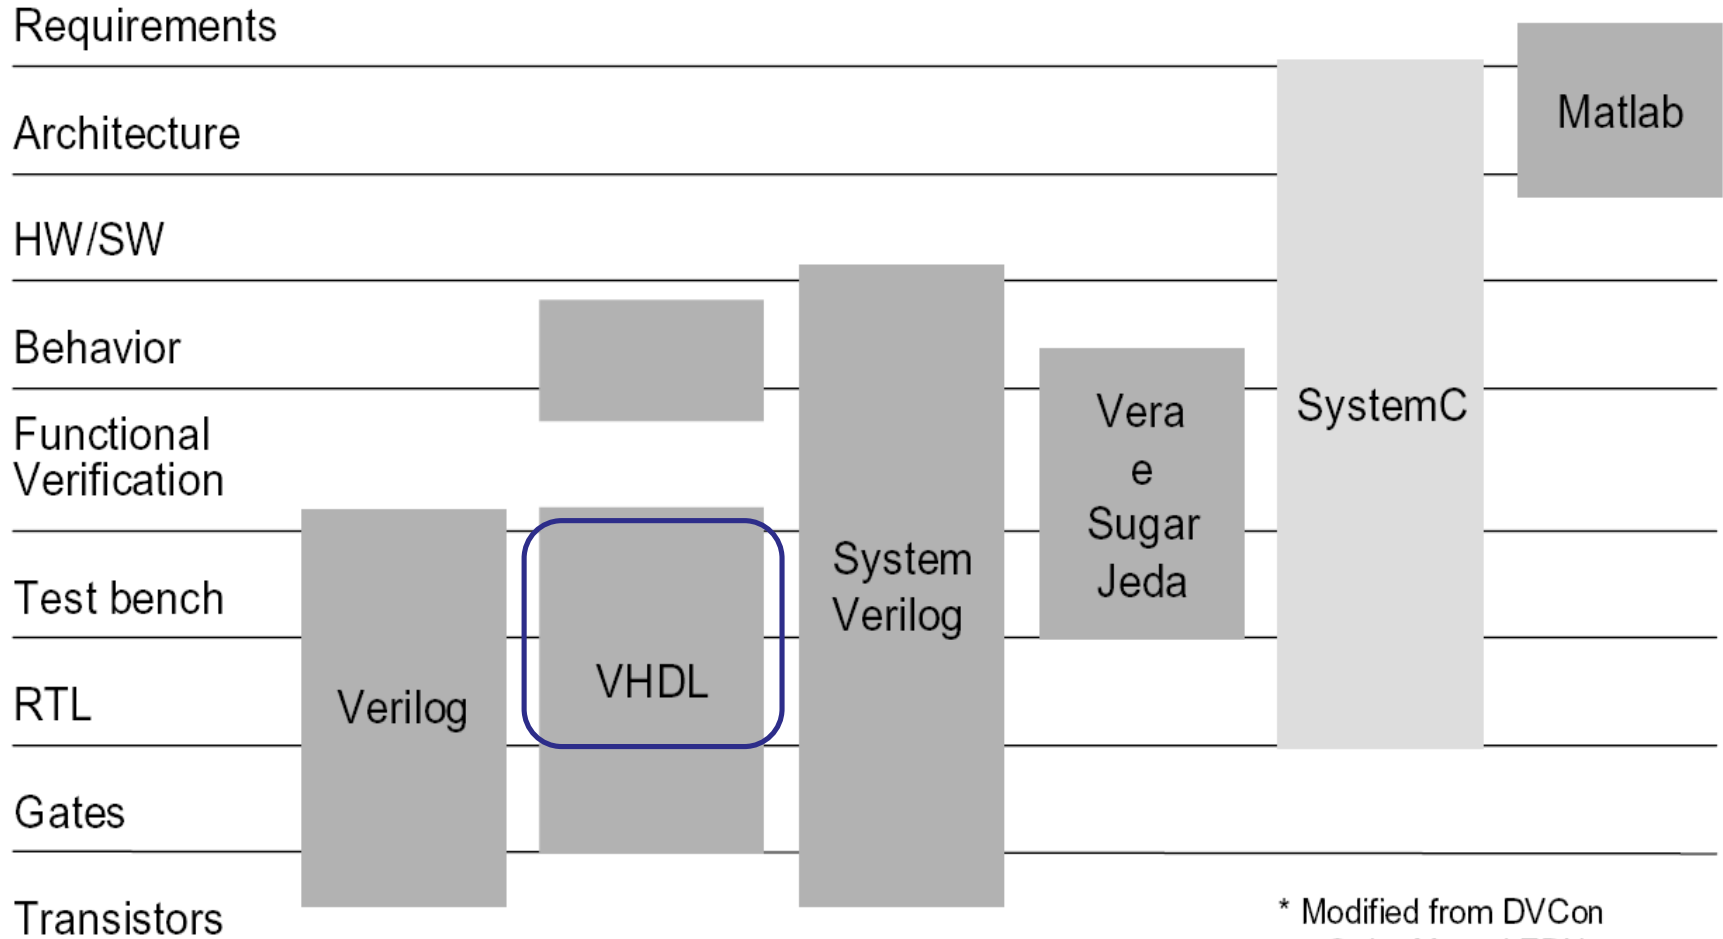 Requirements
Matlab
Architecture
HW/SW
Behavior
Functional
Verification
Vera
e
Sugar
Jeda
SystemC
System
Verilog
Test bench
VHDL
RTL
Verilog
Gates
Transistors
* Modified from DVCon